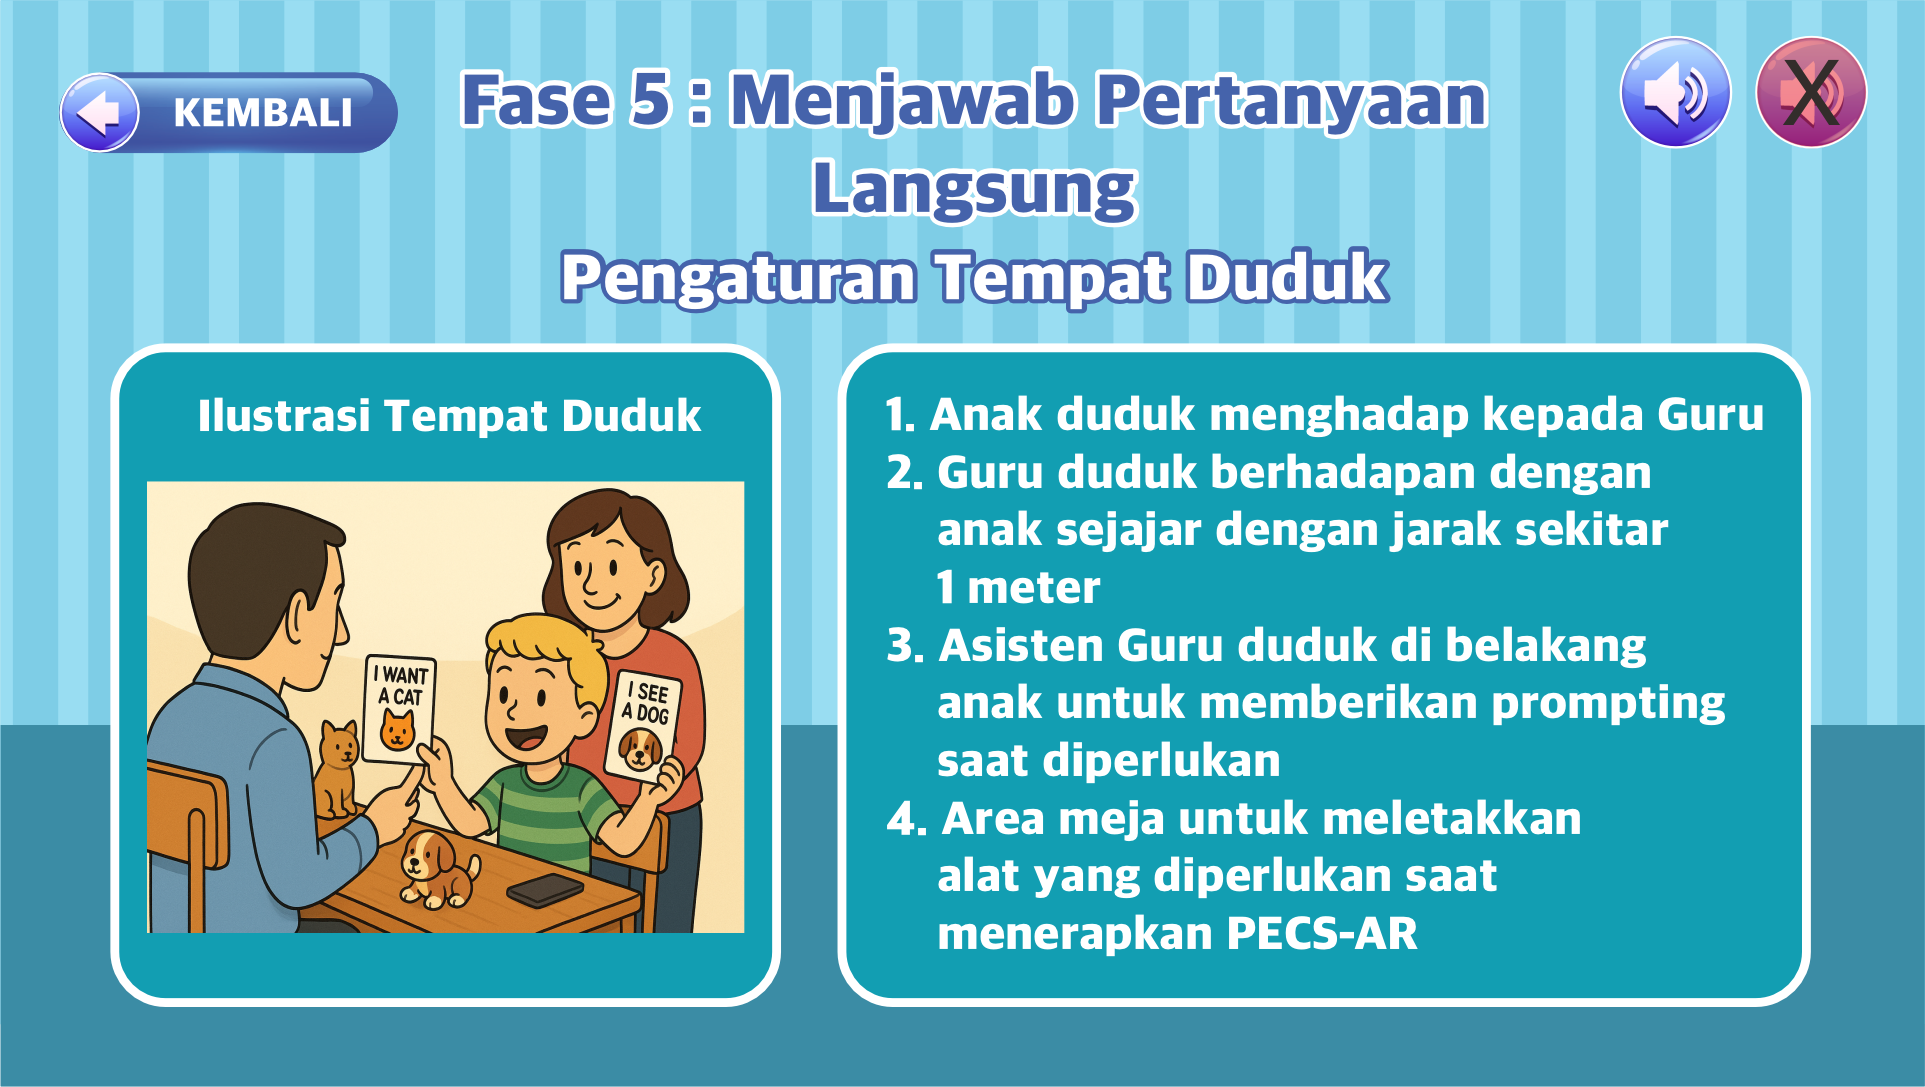 KEMBALI
Fase 5 : Menjawab Pertanyaan
Langsung
Pengaturan Tempat Duduk
Ilustrasi Tempat Duduk
I WANT
A CAT
I SEE
A DOG
1. Anak duduk menghadap kepada Guru
2. Guru duduk berhadapan dengan
anak sejajar dengan jarak sekitar
1 meter
3. Asisten Guru duduk di belakang
anak untuk memberikan prompting
saat diperlukan
4. Area meja untuk meletakkan
alat yang diperlukan saat
menerapkan PECS-AR
X